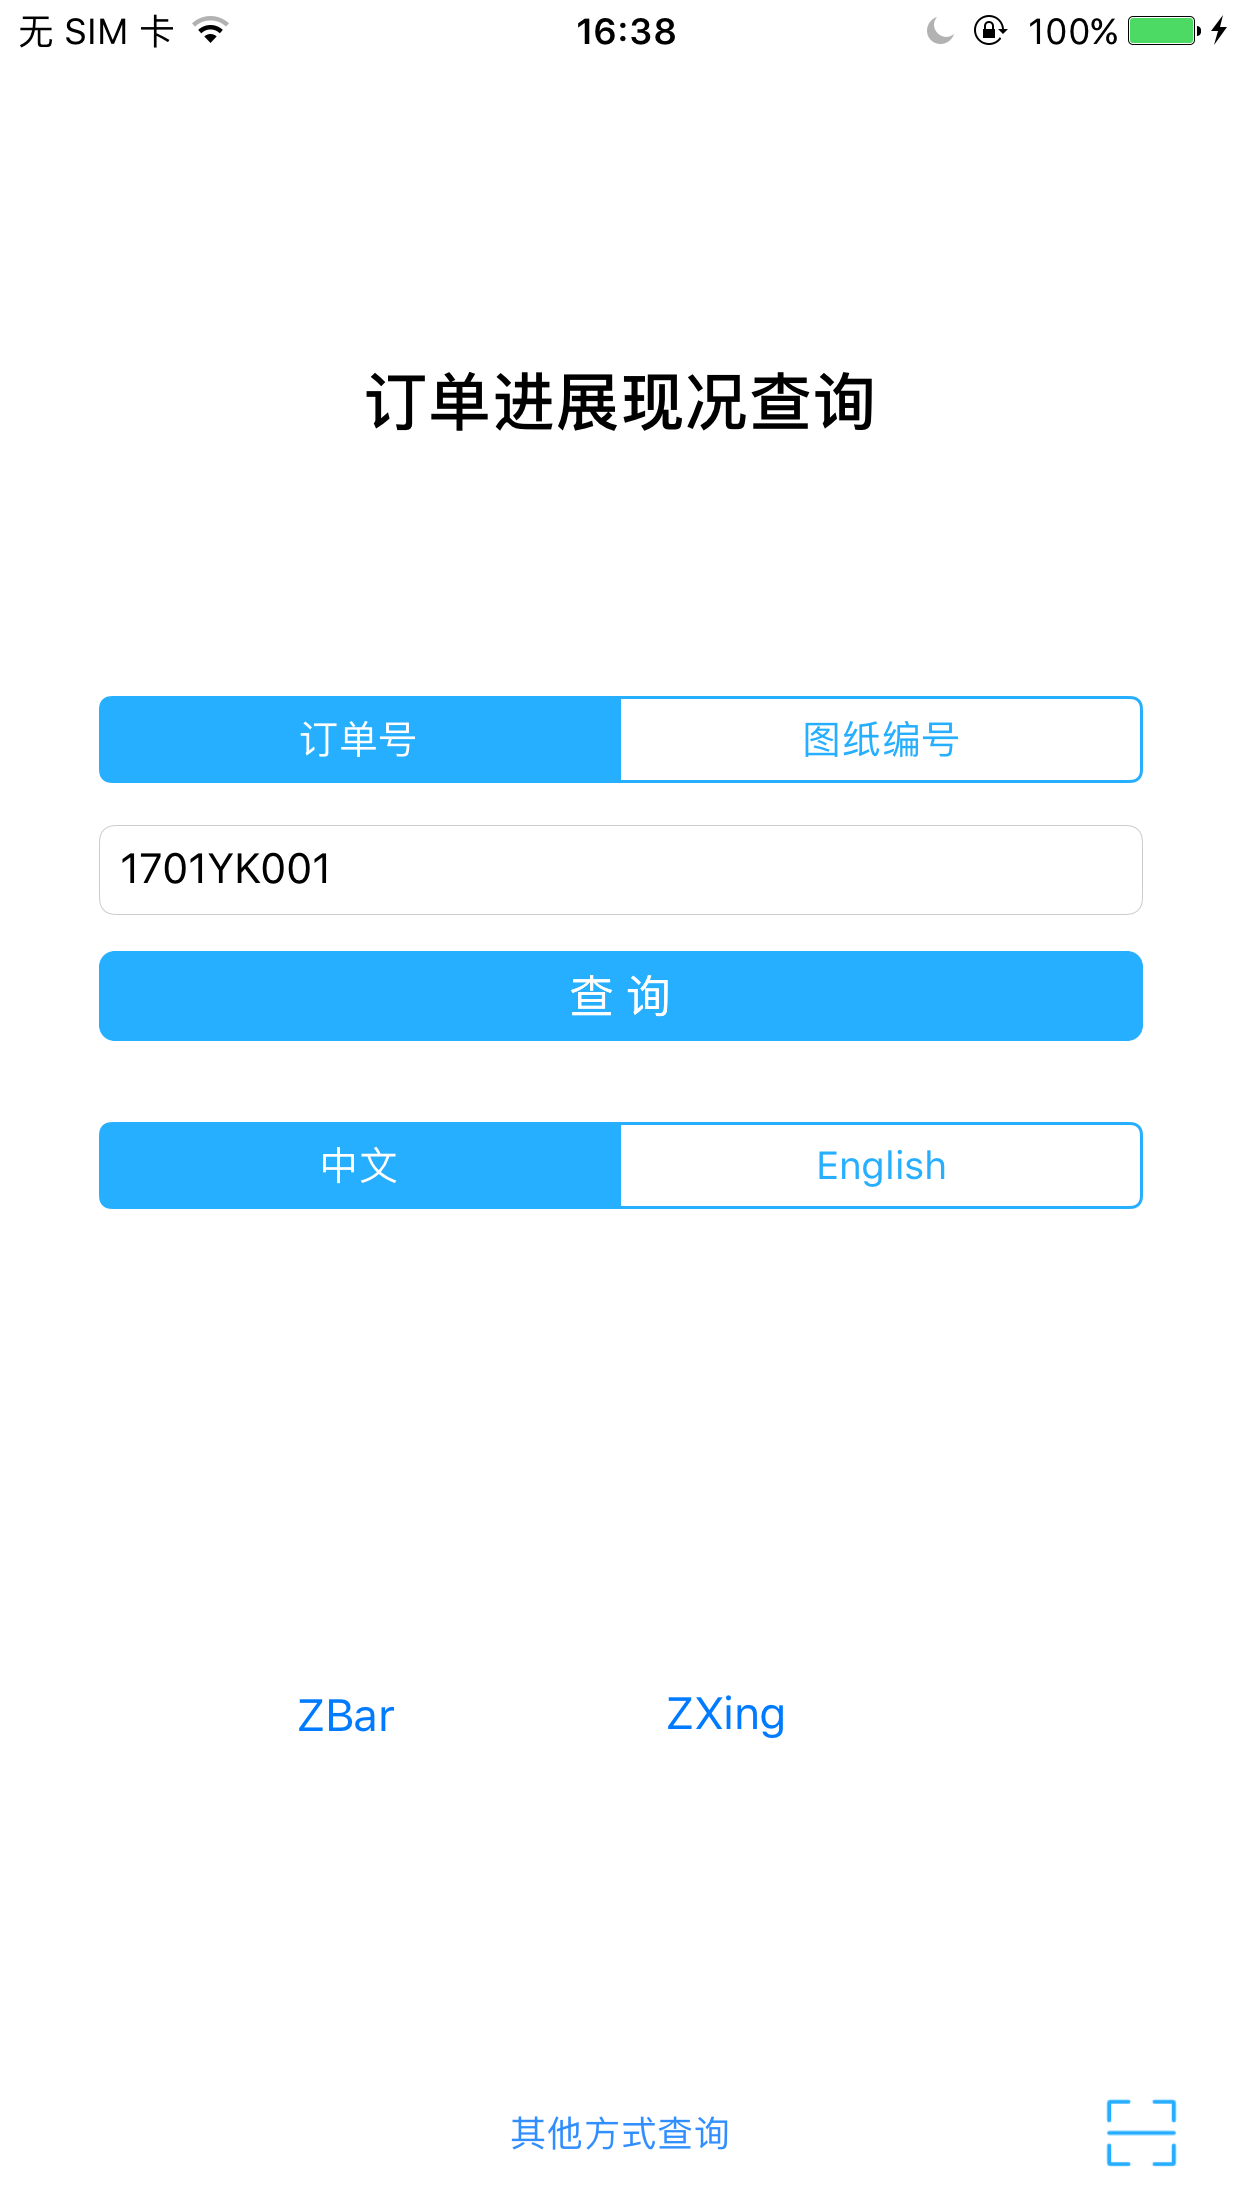 无 SIM 卡 16:38 100%
订单进展现况查询
订单号 图纸编号
1701YK001
查 询
中文 English
ZBar ZXing
其他方式查询